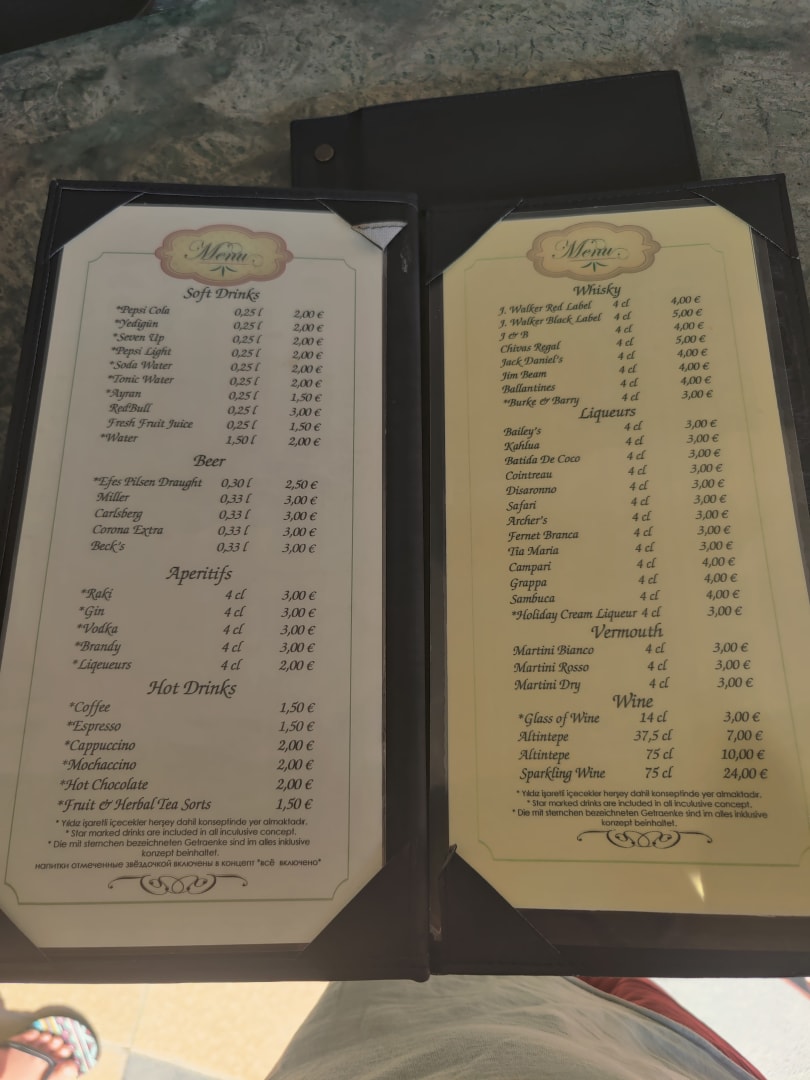 Menu
Soft Drinks
*Pepsi Cola 0,25 l 2,00 €
*Yedigün 0,25 l 2,00 €
*Seven Up 0,25 l 2,00 €
*Pepsi Light 0,25 l 2,00 €
*Soda Water 0,25 l 2,00 €
*Tonic Water 0,25 l 2,00 €
*Ayran 0,25 l 1,50 €
RedBull 0,25 l 3,00 €
Fresh Fruit Juice 0,25 l 1,50 €
*Water 1,50 l 2,00 €
Beer
*Efes Pilsen Draught 0,30 l 2,50 €
Miller 0,33 l 3,00 €
Carlsberg 0,33 l 3,00 €
Corona Extra 0,33 l 3,00 €
Beck's 0,33 l 3,00 €
Aperitifs
*Raki 4 cl 3,00 €
*Gin 4 cl 3,00 €
*Vodka 4 cl 3,00 €
*Brandy 4 cl 3,00 €
*Liqeueurs 4 cl 2,00 €
Hot Drinks
*Coffee 1,50 €
*Espresso 1,50 €
*Cappuccino 2,00 €
*Mochaccino 2,00 €
*Hot Chocolate 2,00 €
*Fruit & Herbal Tea Sorts 1,50 €
* Yıldız işaretli içecekler herşey dahil konseptinde yer almaktadır.
* Star marked drinks are included in all inculusive concept.
* Die mit sternchen bezeichneten Getraenke sind im alles inklusive
konzept beinhaltet.
напитки отмеченные звёздочкой включены в концепт *всё включено*
Menu
Whisky
J. Walker Red Label 4 cl 4,00 €
J. Walker Black Label 4 cl 5,00 €
J & B 4 cl 4,00 €
Chivas Regal 4 cl 5,00 €
Jack Daniel's 4 cl 4,00 €
Jim Beam 4 cl 4,00 €
Ballantines 4 cl 4,00 €
*Burke & Barry 4 cl 3,00 €
Liqueurs
Bailey's 4 cl 3,00 €
Kahlua 4 cl 3,00 €
Batida De Coco 4 cl 3,00 €
Cointreau 4 cl 3,00 €
Disaronno 4 cl 3,00 €
Safari 4 cl 3,00 €
Archer's 4 cl 3,00 €
Fernet Branca 4 cl 3,00 €
Tia Maria 4 cl 3,00 €
Campari 4 cl 4,00 €
Grappa 4 cl 4,00 €
Sambuca 4 cl 4,00 €
*Holiday Cream Liqueur 4 cl 3,00 €
Vermouth
Martini Bianco 4 cl 3,00 €
Martini Rosso 4 cl 3,00 €
Martini Dry 4 cl 3,00 €
Wine
*Glass of Wine 14 cl 3,00 €
Altintepe 37,5 cl 7,00 €
Altintepe 75 cl 10,00 €
Sparkling Wine 75 cl 24,00 €
* Yıldız işaretli içecekler herşey dahil konseptinde yer almaktadır.
* Star marked drinks are included in all inculusive concept.
* Die mit sternchen bezeichneten Getraenke sind im alles inklusive
konzept beinhaltet.